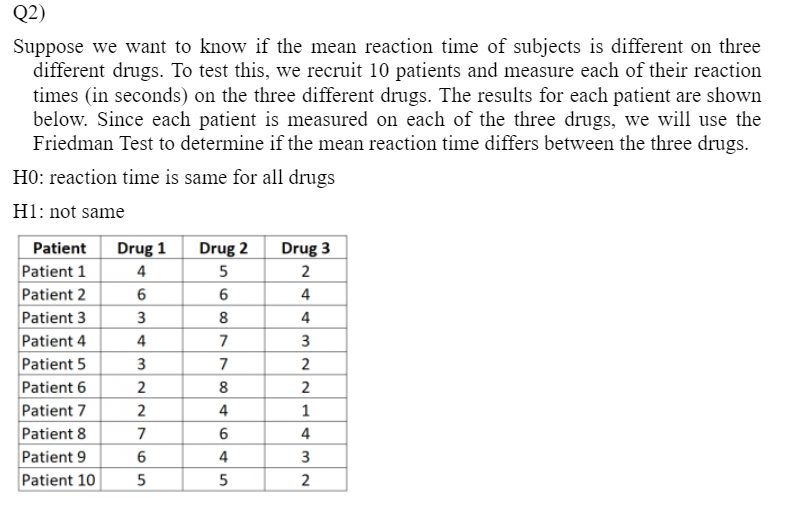 Q2)
Suppose we want to know if the mean reaction time of subjects is different on three
different drugs. To test this, we recruit 10 patients and measure each of their reaction
times (in seconds) on the three different drugs. The results for each patient are shown
below. Since each patient is measured on each of the three drugs, we will use the
Friedman Test to determine if the mean reaction time differs between the three drugs.
H0: reaction time is same for all drugs
H1: not same
Patient Drug 1 Drug 2 Drug 3
Patient 1 4 5 2
Patient 2 6 6 4
Patient 3 3 8 4
Patient 4 4 7 3
Patient 5 3 7 2
Patient 6 2 8 2
Patient 7 2 4 1
Patient 8 7 6 4
Patient 9 6 4 3
Patient 10 5 5 2